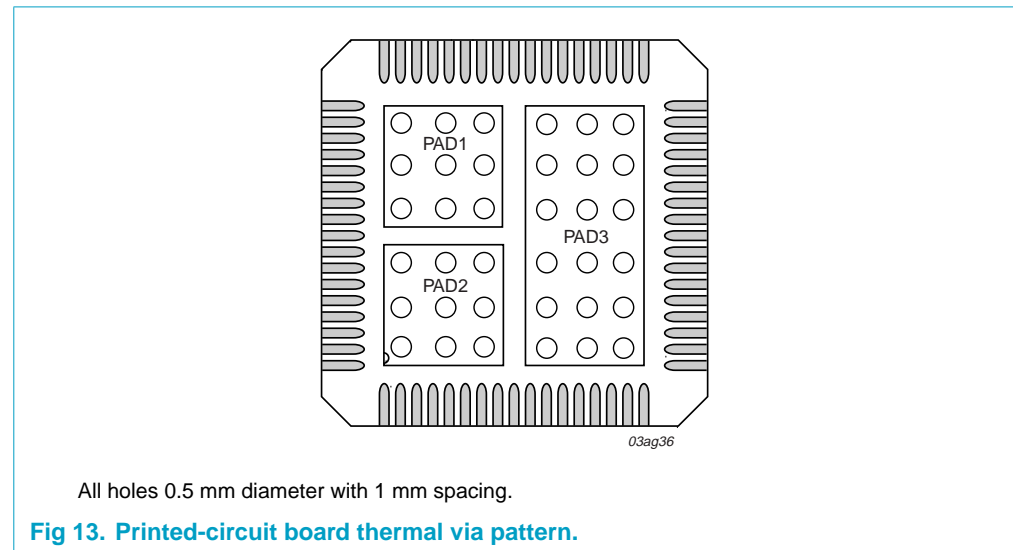 PAD1
PAD3
PAD2
03ag36
All holes 0.5 mm diameter with 1 mm spacing.
Fig 13. Printed-circuit board thermal via pattern.